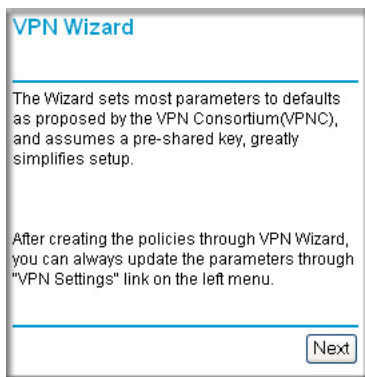 VPN Wizard
The Wizard sets most parameters to defaults
as proposed by the VPN Consortium(VPNC),
and assumes a pre-shared key, greatly
simplifies setup.
After creating the policies through VPN Wizard,
you can always update the parameters through
"VPN Settings" link on the left menu.
Next